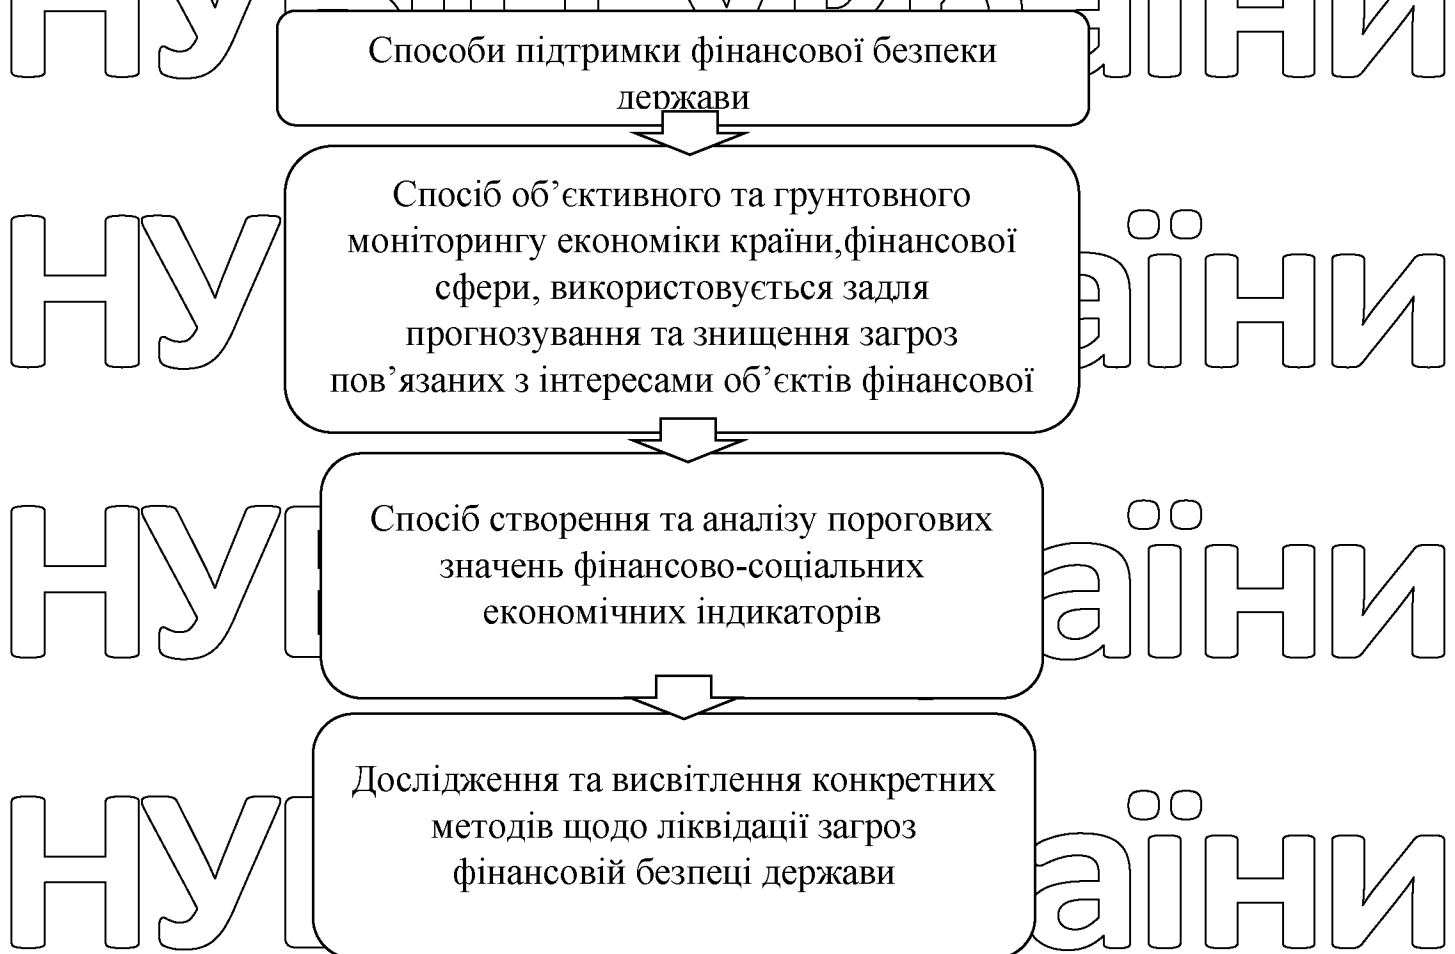 Способи підтримки фінансової безпеки
держави
Спосіб об’єктивного та грунтовного
моніторингу економіки країни,фінансової
сфери, використовується задля
прогнозування та знищення загроз
пов’язаних з інтересами об’єктів фінансової
Спосіб створення та аналізу порогових
значень фінансово-соціальних
економічних індикаторів
Дослідження та висвітлення конкретних
методів щодо ліквідації загроз
фінансовій безпеці держави